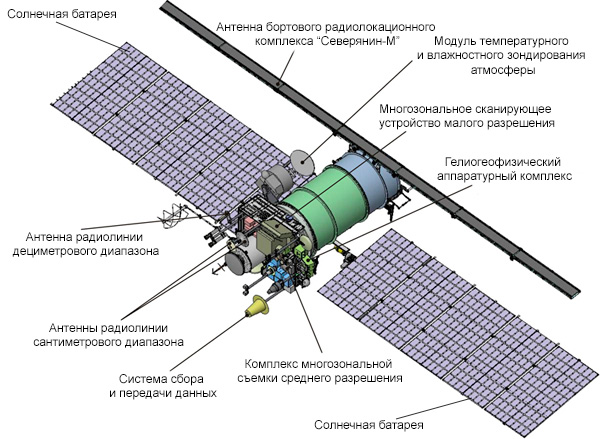 Солнечная батарея
Антенна бортового радиолокационного
комплекса “Северянин-М”
Модуль температурного
и влажностного зондирования
атмосферы
Многозональное сканирующее
устройство малого разрешения
Гелиогеофизический
аппаратурный комплекс
Антенна радиолинии
дециметрового диапазона
Антенны радиолинии
сантиметрового диапазона
Система сбора
и передачи данных
Комплекс многозональной
съемки среднего разрешения
Солнечная батарея